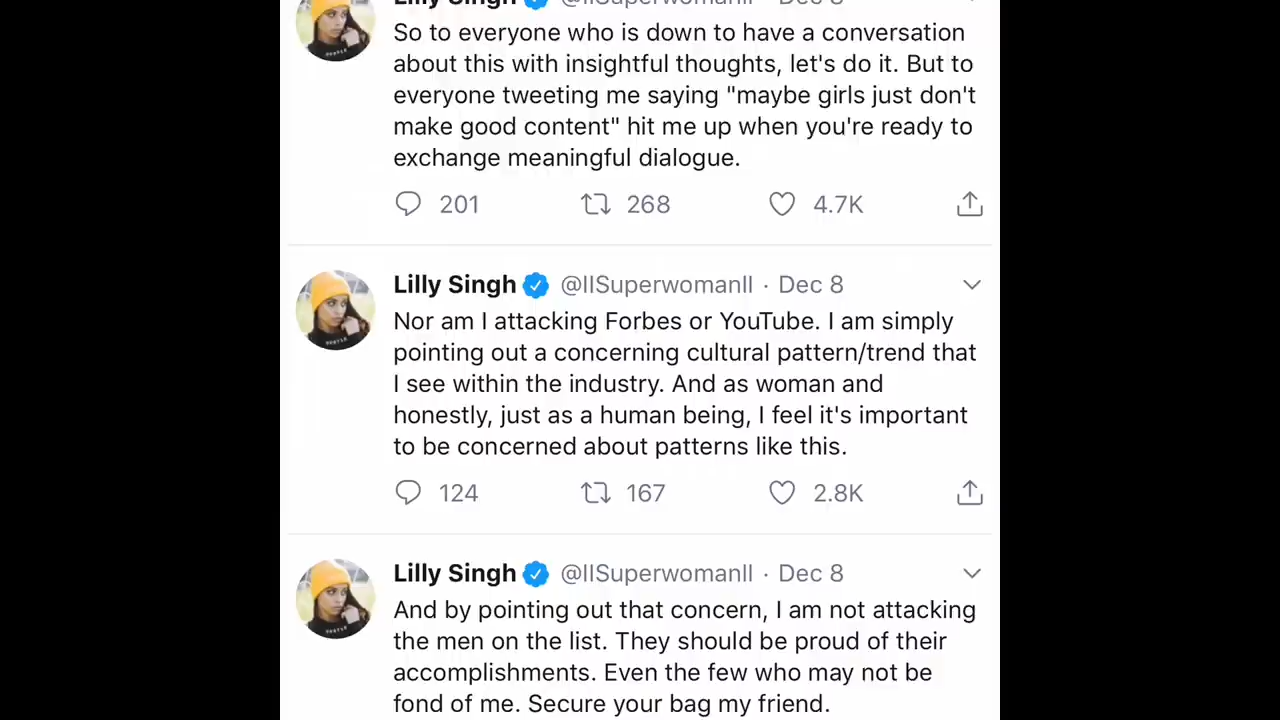 Lilly Singh @IISuperwomanII · Dec 8
So to everyone who is down to have a conversation
about this with insightful thoughts, let's do it. But to
everyone tweeting me saying "maybe girls just don't
make good content" hit me up when you're ready to
exchange meaningful dialogue.
201 268 4.7K
Lilly Singh @IISuperwomanII · Dec 8
Nor am I attacking Forbes or YouTube. I am simply
pointing out a concerning cultural pattern/trend that
I see within the industry. And as woman and
honestly, just as a human being, I feel it's important
to be concerned about patterns like this.
124 167 2.8K
Lilly Singh @IISuperwomanII · Dec 8
And by pointing out that concern, I am not attacking
the men on the list. They should be proud of their
accomplishments. Even the few who may not be
fond of me. Secure your bag my friend.